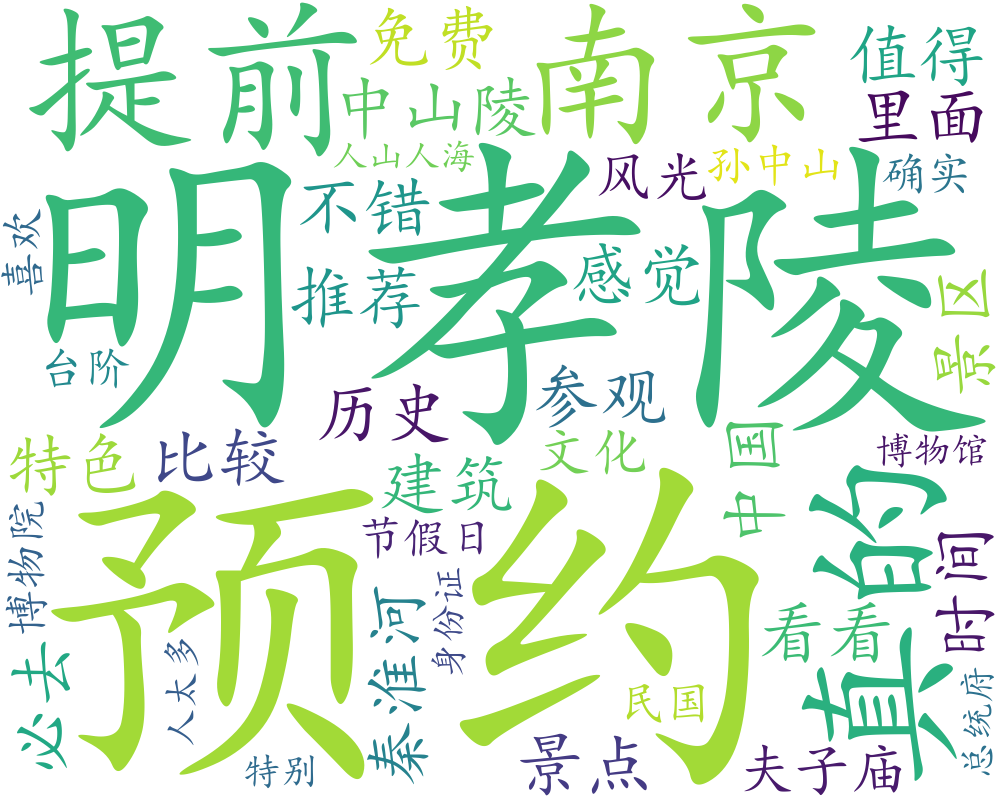 提前
免费
南京
值得
中山陵
里面
人山人海
风光
孙中山
确实
明孝陵
不错
喜欢
推荐
感觉
景区
台阶
历史
参观
特色
比较
建筑
文化
中国
博物馆
预约
真的
博物院
节假日
时间
身份证
秦淮河
看看
必去
人太多
民国
总统府
特别
景点
夫子庙